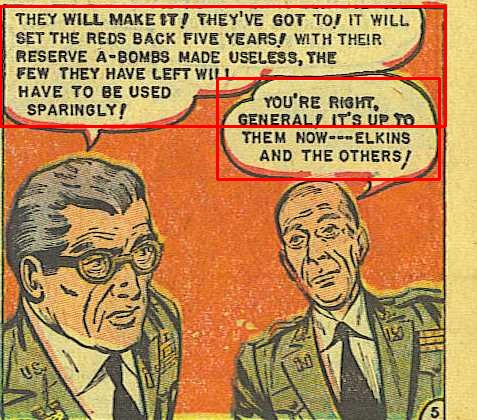 THEY WILL MAKE IT! THEY'VE GOT TO! IT WILL
SET THE REDS BACK FIVE YEARS! WITH THEIR
RESERVE A-BOMBS MADE USELESS, THE
FEW THEY HAVE LEFT WILL
HAVE TO BE USED
SPARINGLY!
YOU'RE RIGHT,
GENERAL! IT'S UP TO
THEM NOW---ELKINS
AND THE OTHERS!
U.S.
5